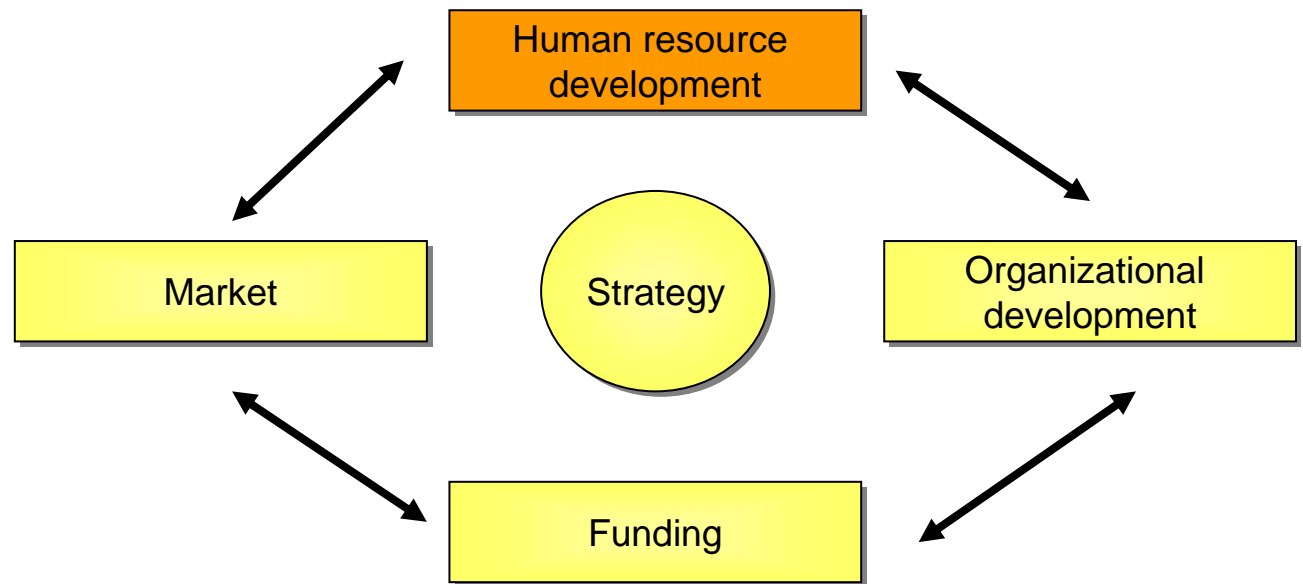 Human resource
development
Market
Strategy
Organizational
development
Funding